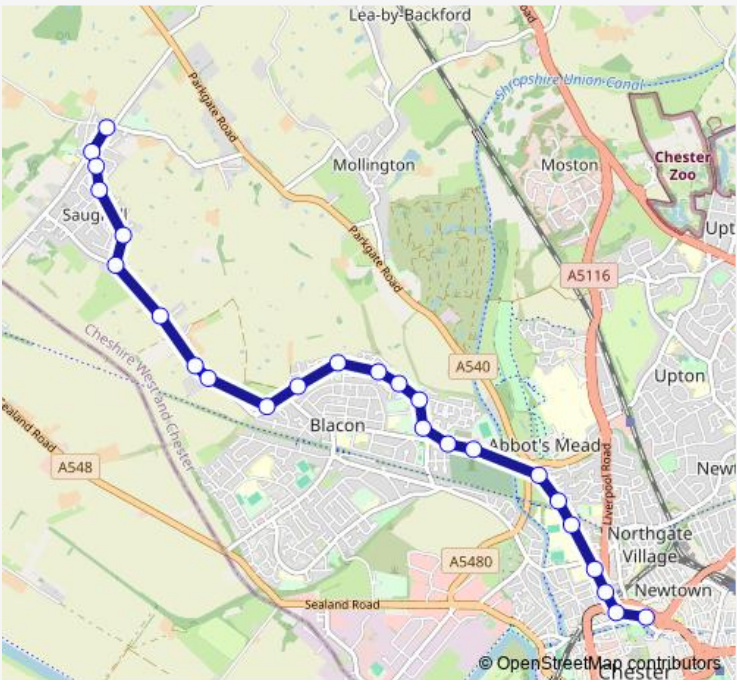 Lea-by-Backford
oad
Parkgate Road
Shropshire Union Canal
Mollington
Moston
Chester
Zoo
Upt
Parkgate Road
A5116
Cheshire West and Chester
A540
Upton
Blacon
Abbot's Mead
Newt
ealand Road
A548
Liverpool Road
Northgate
Village
A5480
Newtown
Sealand Road
© OpenStreetMap contributors
Chester